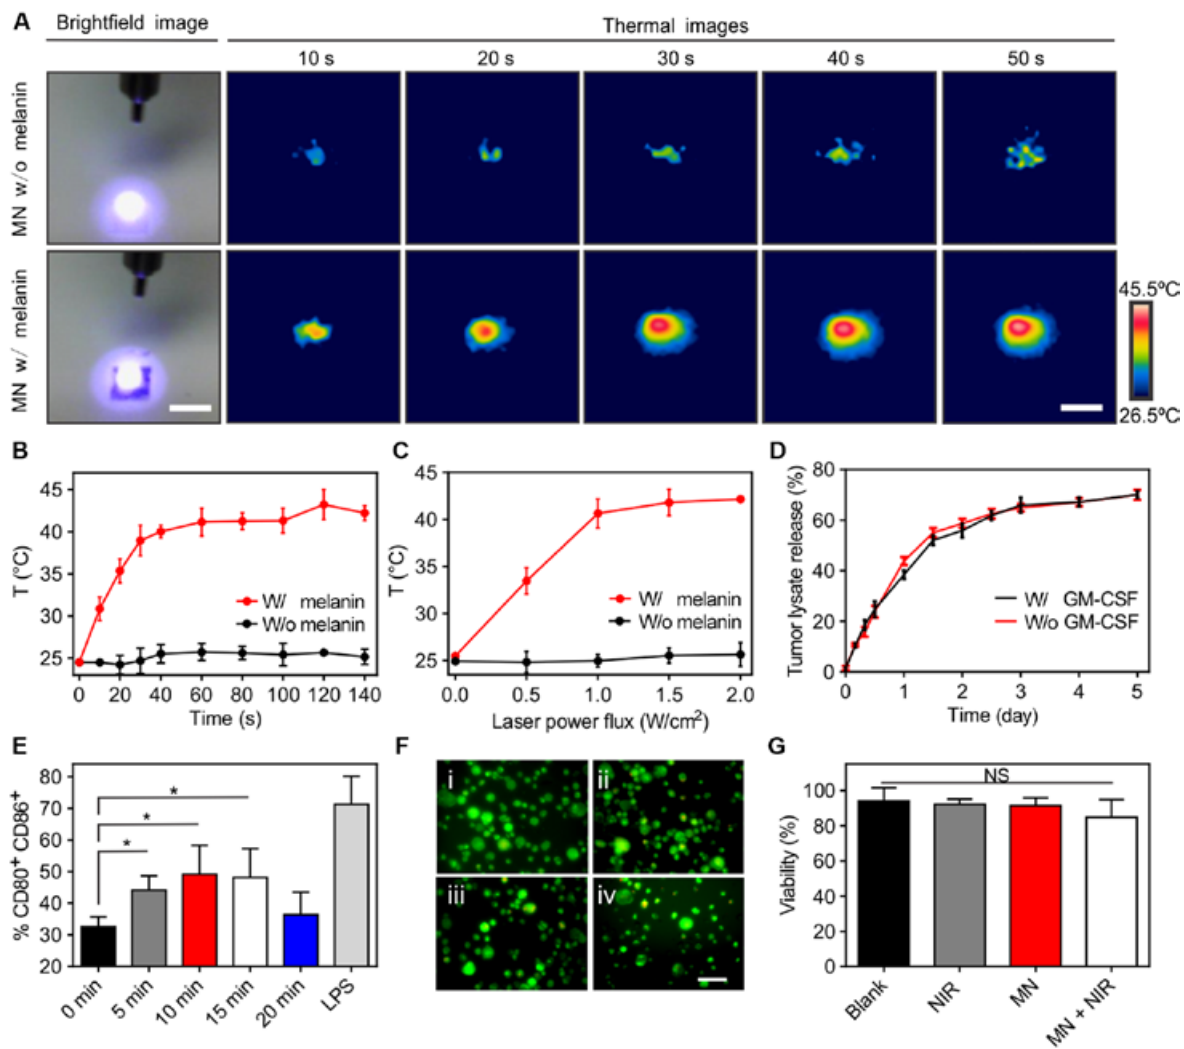 A
Brightfield image
Thermal images
10 s 20 s 30 s 40 s 50 s
MN w/o melanin
MN w/ melanin
45.5ºC
26.5ºC
B
T (°C)
45
40
35
30
25
W/ melanin
W/o melanin
0 20 40 60 80 100 120 140
Time (s)
C
T (°C)
45
40
35
30
25
W/ melanin
W/o melanin
0.0 0.5 1.0 1.5 2.0
Laser power flux (W/cm²)
D
Tumor lysate release (%)
80
60
40
20
0
W/ GM-CSF
W/o GM-CSF
0 1 2 3 4 5
Time (day)
E
% CD80⁺ CD86⁺
80
70
60
50
40
30
20
*
*
*
0 min 5 min 10 min 15 min 20 min LPS
F
i ii
iii iv
G
Viability (%)
100
80
60
40
20
0
NS
Blank NIR MN MN + NIR